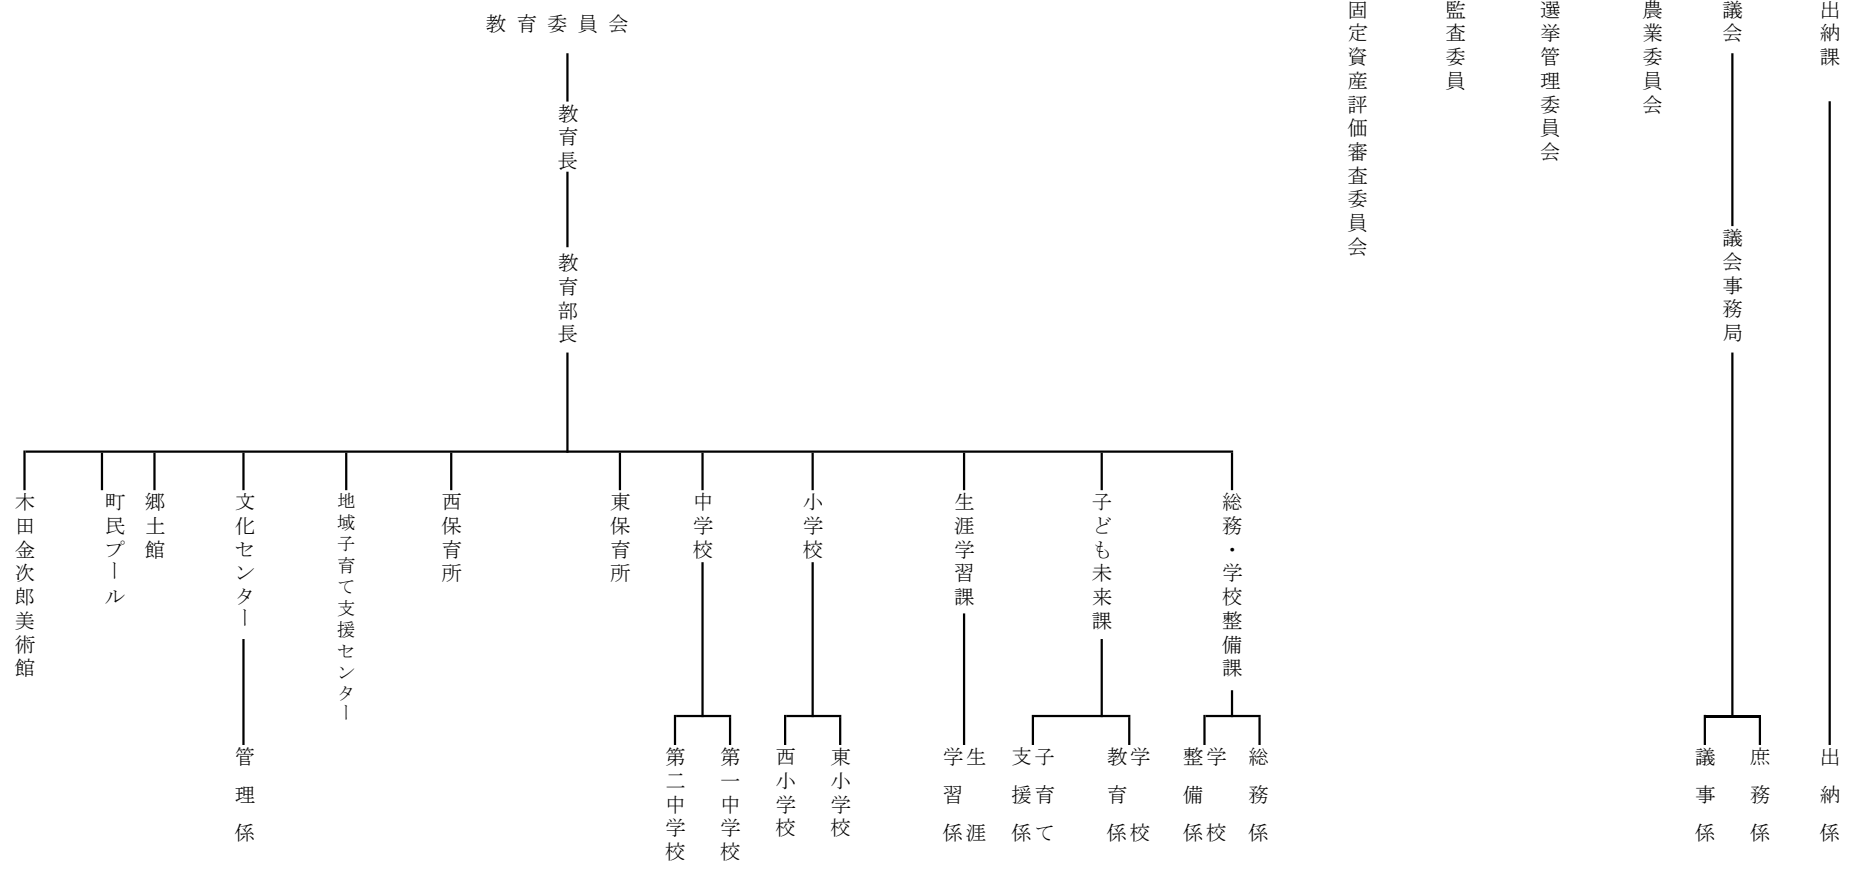 出納課
出納係
議会
議会事務局
庶務係
議事係
農業委員会
選挙管理委員会
監査委員
固定資産評価審査委員会
教育委員会
教育長
教育部長
総務・学校整備課
総務係
学校
整備係
子ども未来課
学校
教育係
子育て
支援係
生涯学習課
生涯
学習係
小学校
東小学校
西小学校
中学校
第一中学校
第二中学校
東保育所
西保育所
地域子育て支援センター
文化センター
管理係
郷土館
町民プール
木田金次郎美術館